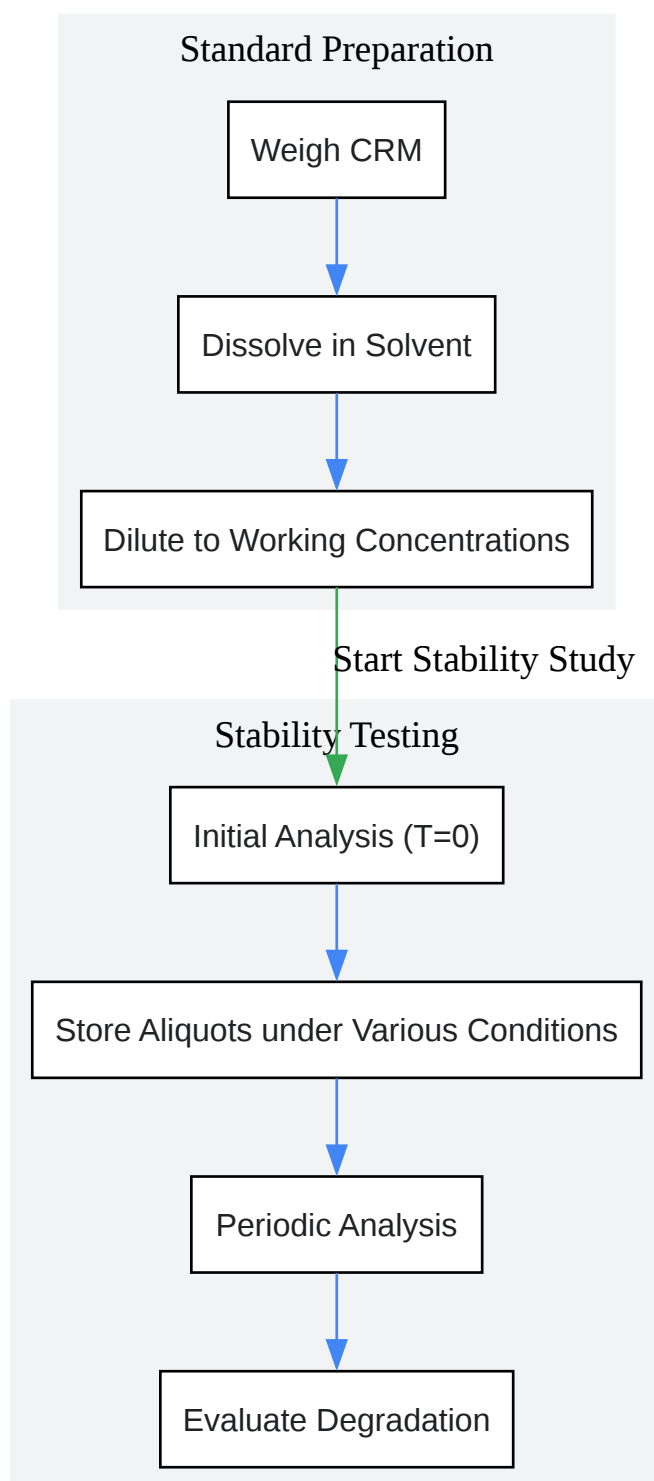 Standard Preparation
Weigh CRM
Dissolve in Solvent
Dilute to Working Concentrations
Start Stability Study
Stability Testing
Initial Analysis (T=0)
Store Aliquots under Various Conditions
Periodic Analysis
Evaluate Degradation